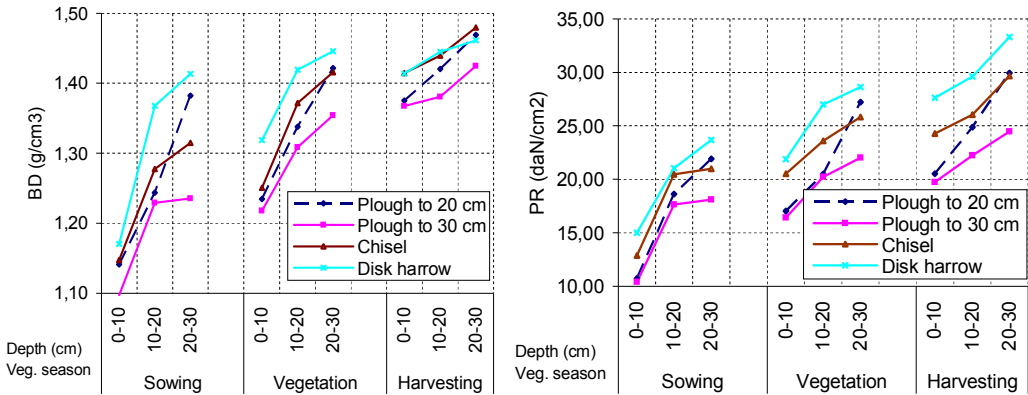 1,50
1,40
1,30
1,20
1,10
BD (g/cm3)
Plough to 20 cm
Plough to 30 cm
Chisel
Disk harrow
0-10
10-20
20-30
0-10
10-20
20-30
0-10
10-20
20-30
Depth (cm)
Veg. season
Sowing
Vegetation
Harvesting
35,00
30,00
25,00
20,00
15,00
10,00
PR (daN/cm2)
Plough to 20 cm
Plough to 30 cm
Chisel
Disk harrow
0-10
10-20
20-30
0-10
10-20
20-30
0-10
10-20
20-30
Depth (cm)
Veg. season
Sowing
Vegetation
Harvesting